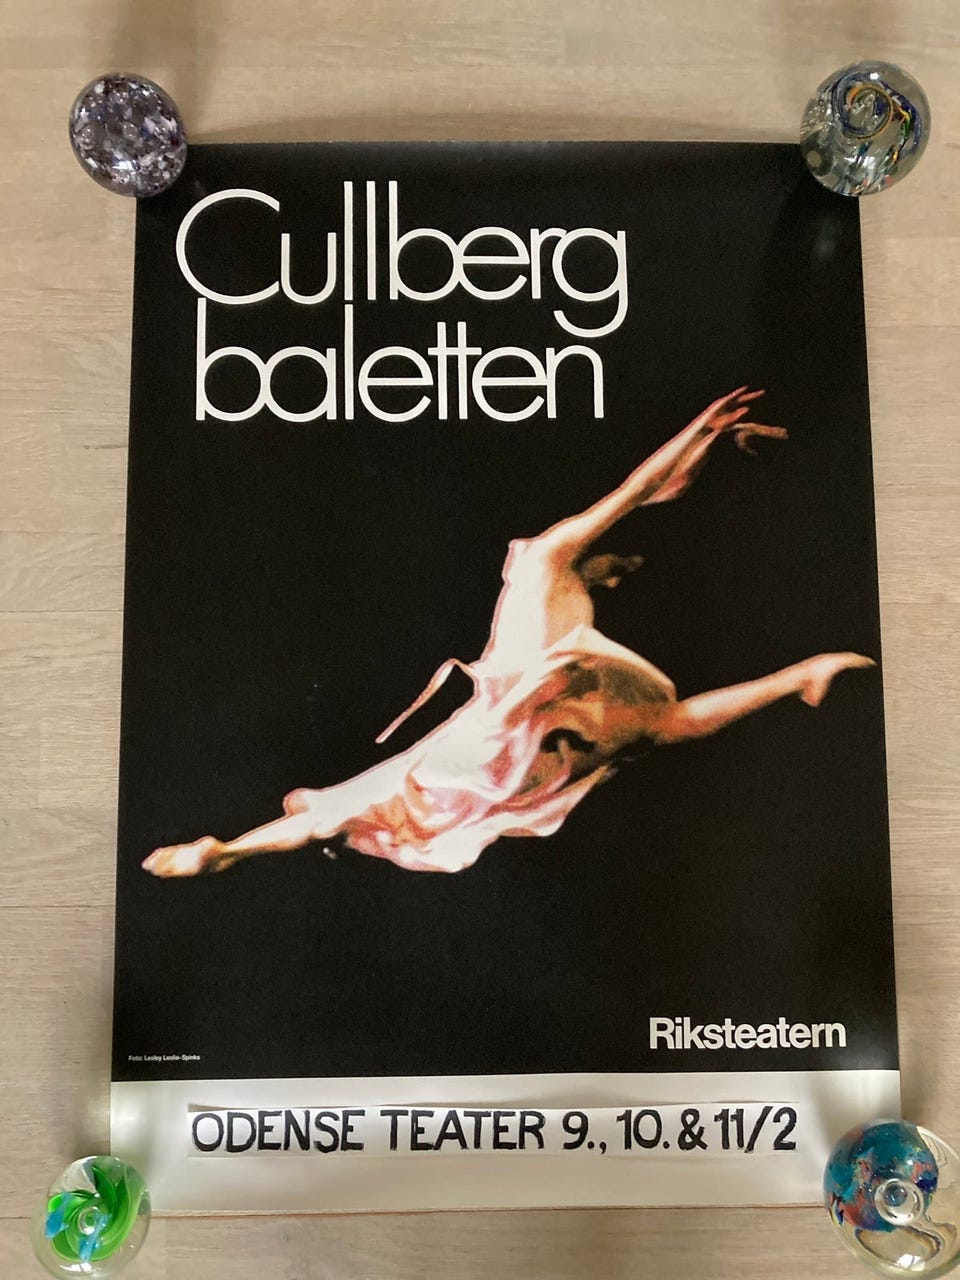 Cullberg
baletten
Riksteatern
Foto: Lesley Leslie-Spinks
ODENSE TEATER 9., 10. & 11/2